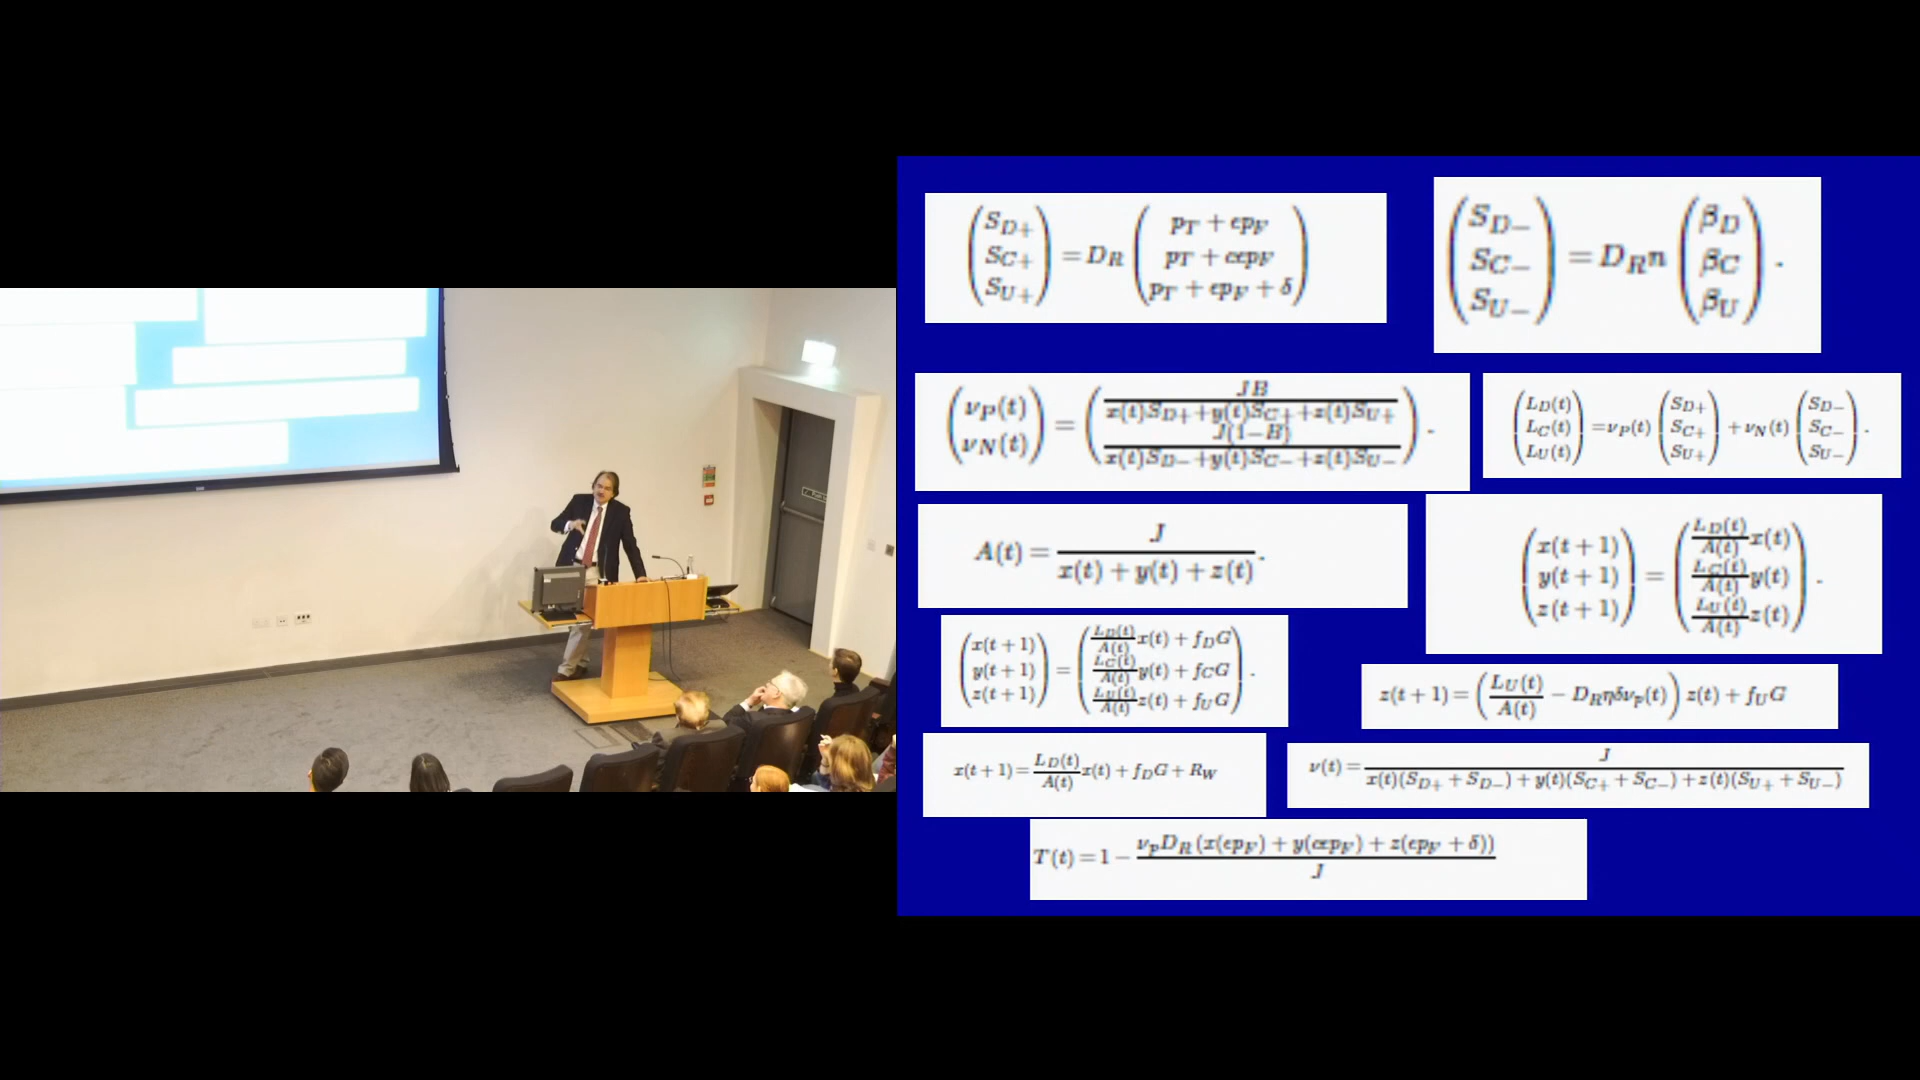 (S_{D+} S_{C+} S_{U+}) = D_R (p_T + ϵp_F p_T + cϵp_F p_T + ϵp_F + δ)
(S_{D−} S_{C−} S_{U−}) = D_R n (β_D β_C β_U) .
(ν_P(t) ν_N(t)) = (JB / x(t)S_{D+}+y(t)S_{C+}+z(t)S_{U+} J(1−B) / x(t)S_{D−}+y(t)S_{C−}+z(t)S_{U−}) .
(L_D(t) L_C(t) L_U(t)) = ν_P(t) (S_{D+} S_{C+} S_{U+}) + ν_N(t) (S_{D−} S_{C−} S_{U−}) .
A(t) = J / x(t) + y(t) + z(t) .
(x(t + 1) y(t + 1) z(t + 1)) = (L_D(t)/A(t) x(t) L_C(t)/A(t) y(t) L_U(t)/A(t) z(t)) .
(x(t + 1) y(t + 1) z(t + 1)) = (L_D(t)/A(t) x(t) + f_D G L_C(t)/A(t) y(t) + f_C G L_U(t)/A(t) z(t) + f_U G) .
z(t + 1) = (L_U(t)/A(t) − D_R ηδν_p(t)) z(t) + f_U G
x(t + 1) = L_D(t)/A(t) x(t) + f_D G + R_W
ν(t) = J / x(t)(S_{D+} + S_{D−}) + y(t)(S_{C+} + S_{C−}) + z(t)(S_{U+} + S_{U−})
T(t) = 1 − ν_p D_R (x(ϵp_F) + y(cϵp_F) + z(ϵp_F + δ)) / J